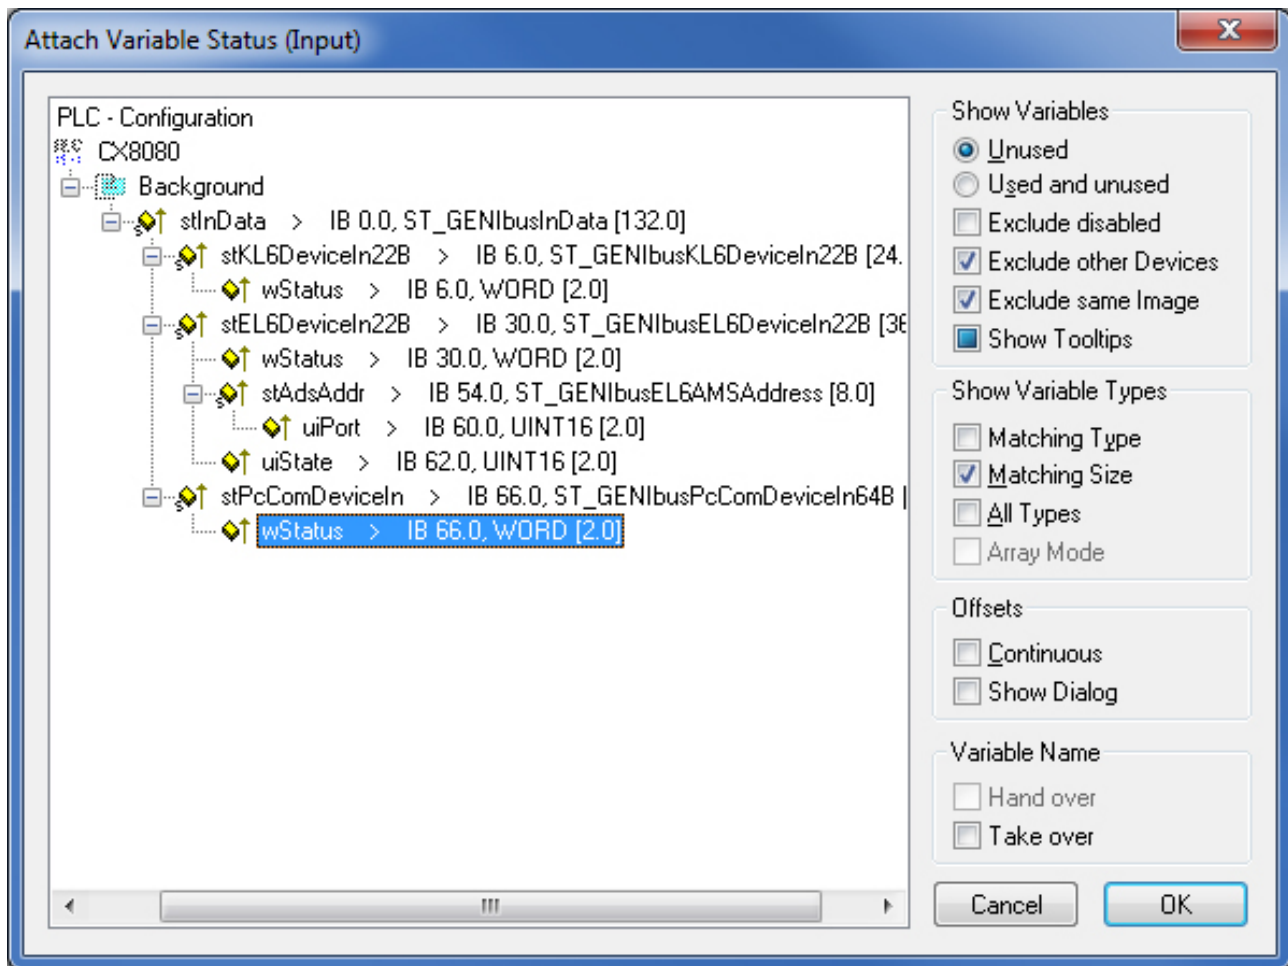 Attach Variable Status (Input)
PLC - Configuration
CX8080
Background
stInData > IB 0.0, ST_GENIbusInData [132.0]
stKL6DeviceIn22B > IB 6.0, ST_GENIbusKL6DeviceIn22B [24.
wStatus > IB 6.0, WORD [2.0]
stEL6DeviceIn22B > IB 30.0, ST_GENIbusEL6DeviceIn22B [36
wStatus > IB 30.0, WORD [2.0]
stAdsAddr > IB 54.0, ST_GENIbusEL6AMSAddress [8.0]
uiPort > IB 60.0, UINT16 [2.0]
uiState > IB 62.0, UINT16 [2.0]
stPcComDeviceIn > IB 66.0, ST_GENIbusPcComDeviceIn64B [
wStatus > IB 66.0, WORD [2.0]
Show Variables
Unused
Used and unused
Exclude disabled
Exclude other Devices
Exclude same Image
Show Tooltips
Show Variable Types
Matching Type
Matching Size
All Types
Array Mode
Offsets
Continuous
Show Dialog
Variable Name
Hand over
Take over
Cancel OK